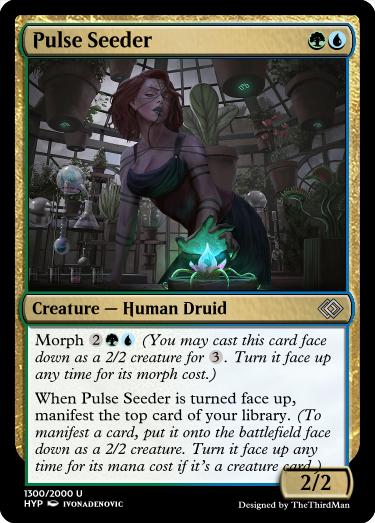 Pulse Seeder
Creature — Human Druid
Morph 2 (You may cast this card face
down as a 2/2 creature for 3. Turn it face up
any time for its morph cost.)
When Pulse Seeder is turned face up,
manifest the top card of your library. (To
manifest a card, put it onto the battlefield face
down as a 2/2 creature. Turn it face up any
time for its mana cost if it's a creature card.)
2/2
1300/2000 U
HYP IVONADENOVIC
Designed by TheThirdMan